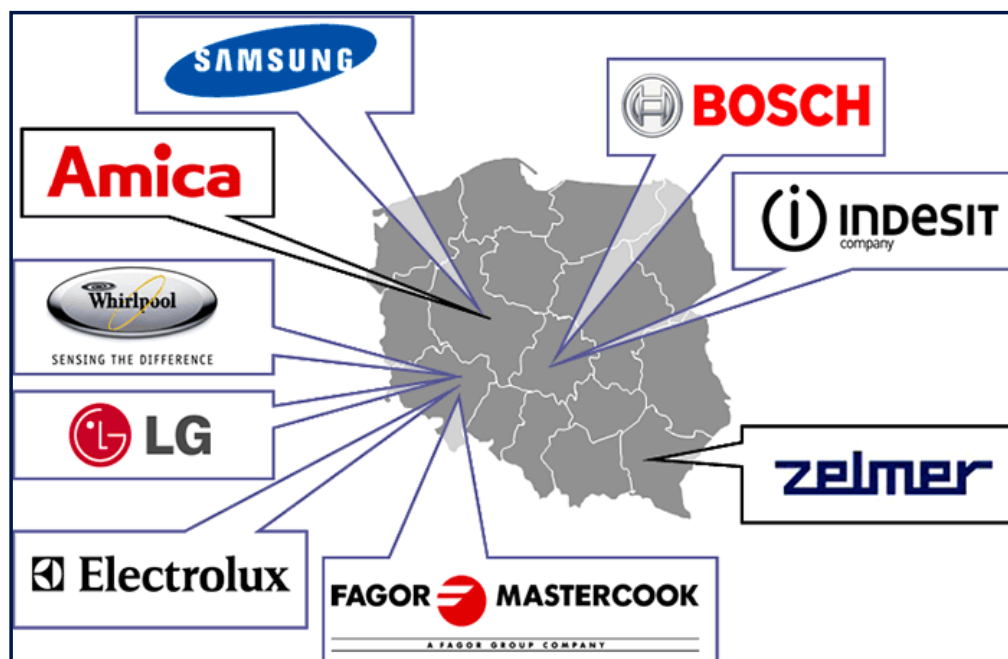 SAMSUNG
BOSCH
Amica
INDESIT
company
Whirlpool
SENSING THE DIFFERENCE
LG
zelmer
Electrolux
FAGOR MASTERCOOK
A FAGOR GROUP COMPANY